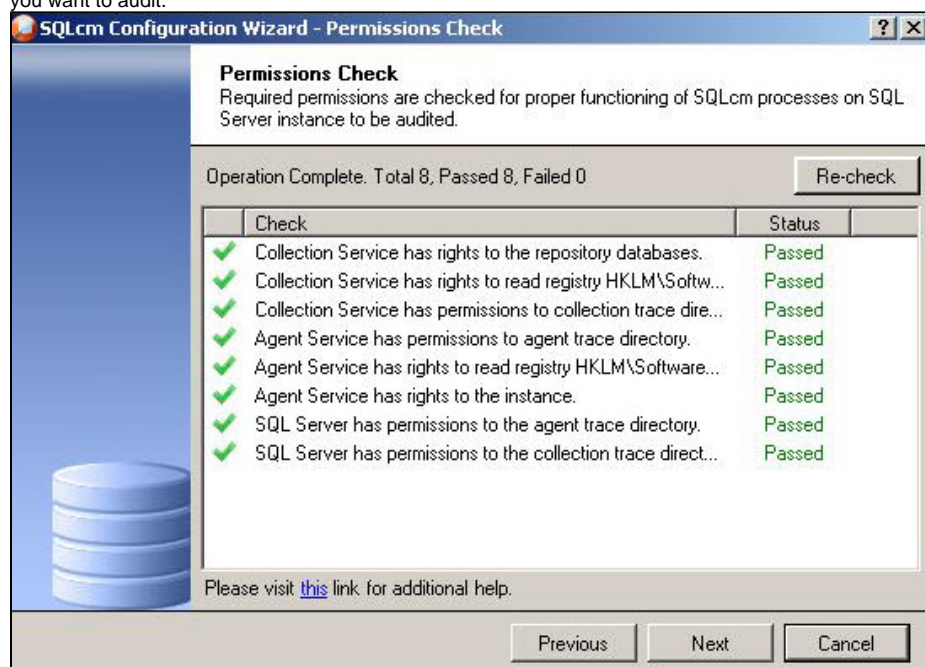 you want to audit.
SQLcm Configuration Wizard - Permissions Check
Permissions Check
Required permissions are checked for proper functioning of SQLcm processes on SQL
Server instance to be audited.
Operation Complete. Total 8, Passed 8, Failed 0 Re-check
Check Status
Collection Service has rights to the repository databases. Passed
Collection Service has rights to read registry HKLM\Softw... Passed
Collection Service has permissions to collection trace dire... Passed
Agent Service has permissions to agent trace directory. Passed
Agent Service has rights to read registry HKLM\Software... Passed
Agent Service has rights to the instance. Passed
SQL Server has permissions to the agent trace directory. Passed
SQL Server has permissions to the collection trace direct... Passed
Please visit this link for additional help.
Previous Next Cancel